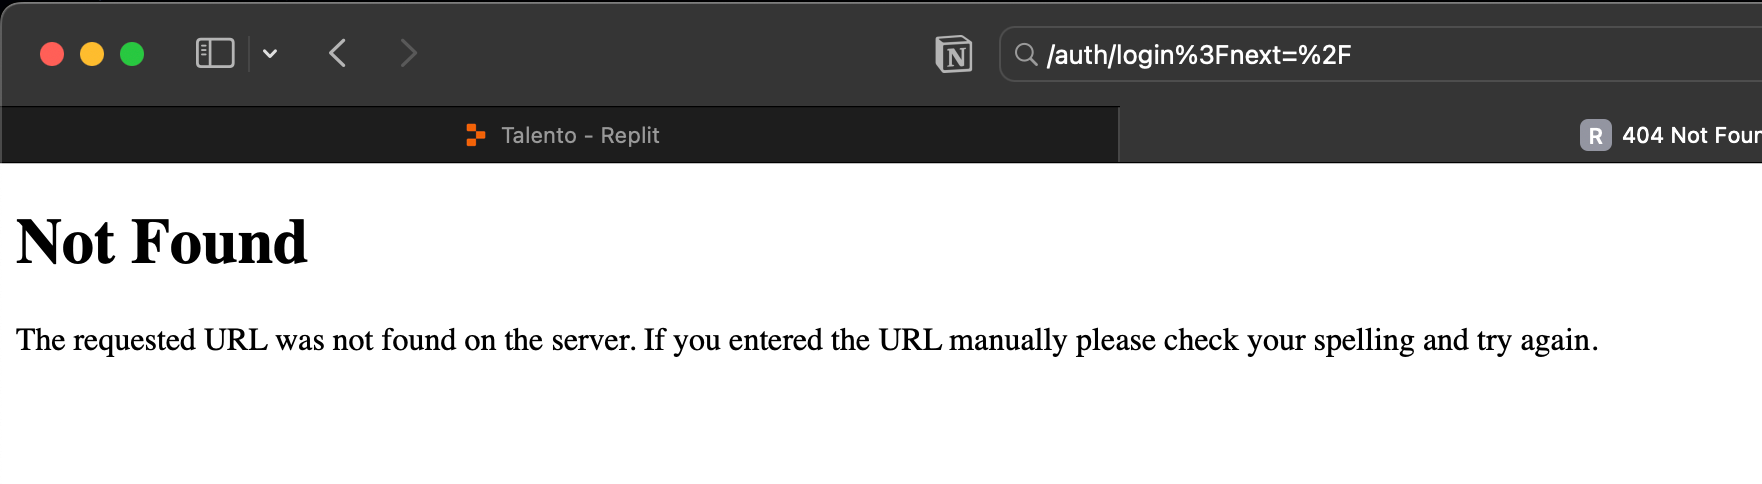 /auth/login%3Fnext=%2F
Talento - Replit
R 404 Not Four
Not Found
The requested URL was not found on the server. If you entered the URL manually please check your spelling and try again.